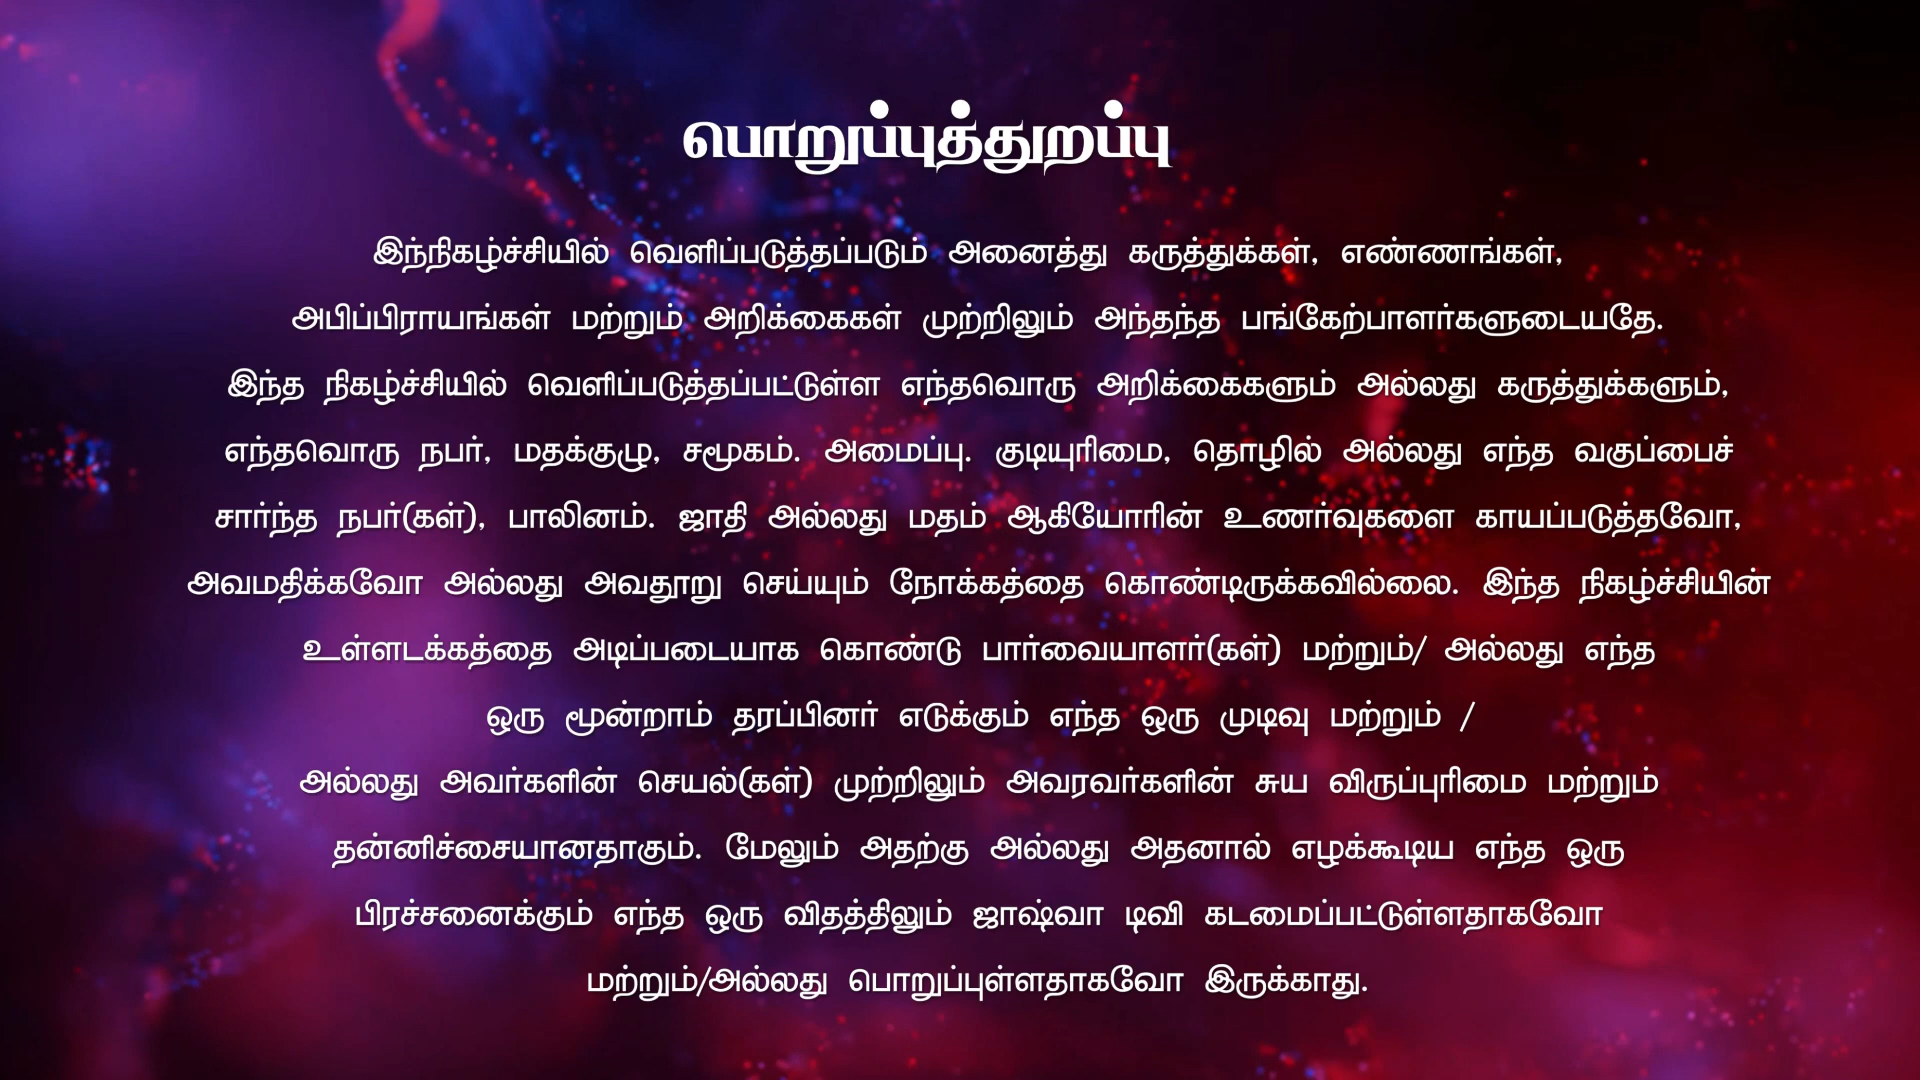 பொறுப்புத்துறப்பு
இந்நிகழ்ச்சியில் வெளிப்படுத்தப்படும் அனைத்து கருத்துக்கள், எண்ணங்கள்,
அபிப்பிராயங்கள் மற்றும் அறிக்கைகள் முற்றிலும் அந்தந்த பங்கேற்பாளர்களுடையதே.
இந்த நிகழ்ச்சியில் வெளிப்படுத்தப்பட்டுள்ள எந்தவொரு அறிக்கைகளும் அல்லது கருத்துக்களும்,
எந்தவொரு நபர், மதக்குழு, சமூகம். அமைப்பு. குடியுரிமை, தொழில் அல்லது எந்த வகுப்பைச்
சார்ந்த நபர்(கள்), பாலினம். ஜாதி அல்லது மதம் ஆகியோரின் உணர்வுகளை காயப்படுத்தவோ,
அவமதிக்கவோ அல்லது அவதூறு செய்யும் நோக்கத்தை கொண்டிருக்கவில்லை. இந்த நிகழ்ச்சியின்
உள்ளடக்கத்தை அடிப்படையாக கொண்டு பார்வையாளர்(கள்) மற்றும்/ அல்லது எந்த
ஒரு மூன்றாம் தரப்பினர் எடுக்கும் எந்த ஒரு முடிவு மற்றும் /
அல்லது அவர்களின் செயல்(கள்) முற்றிலும் அவரவர்களின் சுய விருப்புரிமை மற்றும்
தன்னிச்சையானதாகும். மேலும் அதற்கு அல்லது அதனால் எழக்கூடிய எந்த ஒரு
பிரச்சனைக்கும் எந்த ஒரு விதத்திலும் ஜாஷ்வா டிவி கடமைப்பட்டுள்ளதாகவோ
மற்றும்/அல்லது பொறுப்புள்ளதாகவோ இருக்காது.